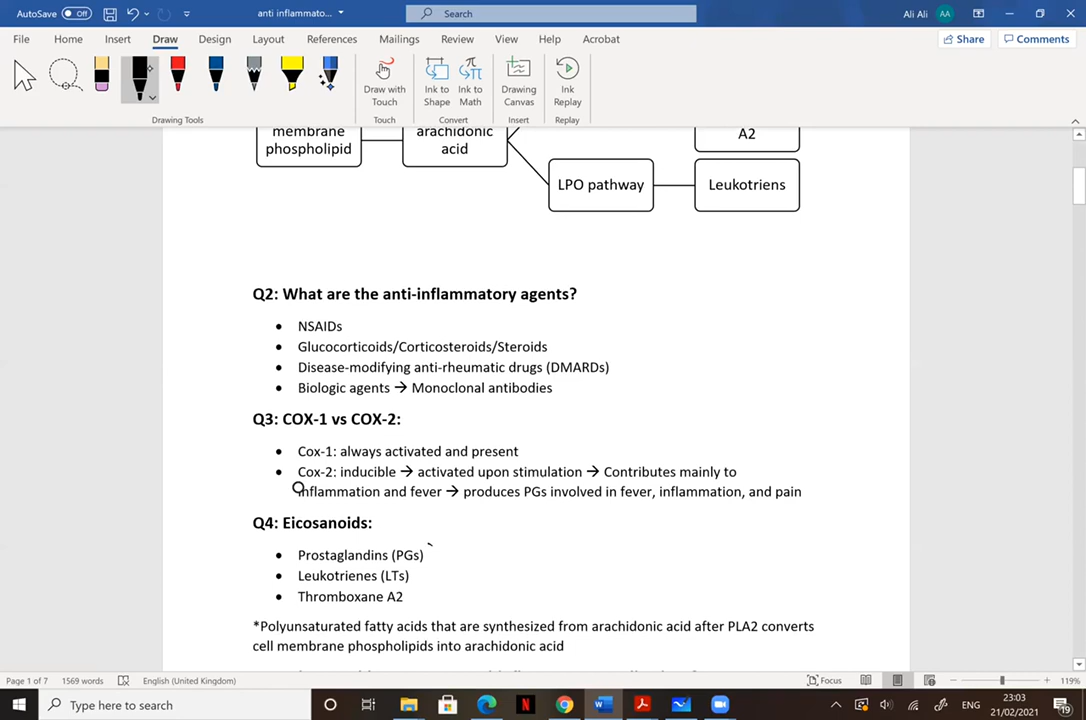 AutoSave Off anti inflammato... Search Ali Ali AA
File Home Insert Draw Design Layout References Mailings Review View Help Acrobat Share Comments
Draw with Touch
Ink to Shape
Ink to Math
Drawing Canvas
Ink Replay
Drawing Tools Touch Convert Insert Replay
membrane phospholipid
arachidonic acid
A2
LPO pathway
Leukotriens
Q2: What are the anti-inflammatory agents?
• NSAIDs
• Glucocorticoids/Corticosteroids/Steroids
• Disease-modifying anti-rheumatic drugs (DMARDs)
• Biologic agents → Monoclonal antibodies
Q3: COX-1 vs COX-2:
• Cox-1: always activated and present
• Cox-2: inducible → activated upon stimulation → Contributes mainly to
inflammation and fever → produces PGs involved in fever, inflammation, and pain
Q4: Eicosanoids:
• Prostaglandins (PGs)
• Leukotrienes (LTs)
• Thromboxane A2
*Polyunsaturated fatty acids that are synthesized from arachidonic acid after PLA2 converts
cell membrane phospholipids into arachidonic acid
Page 1 of 7 1569 words English (United Kingdom) Focus 119%
Type here to search ENG 23:03
21/02/2021 19